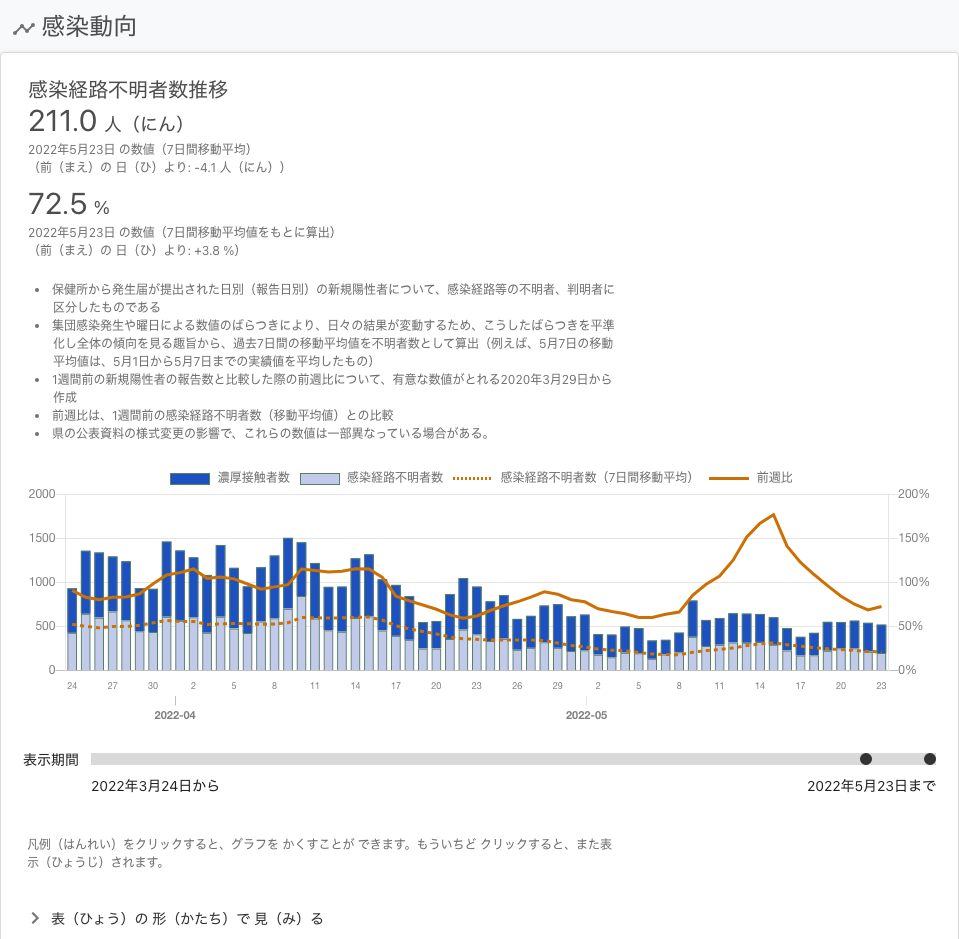 感染動向
感染経路不明者数推移
211.0 人（にん）
2022年5月23日 の数値（7日間移動平均）
（前（まえ）の 日（ひ）より: -4.1 人（にん））
72.5 %
2022年5月23日 の数値（7日間移動平均値をもとに算出）
（前（まえ）の 日（ひ）より: +3.8 %）
• 保健所から発生届が提出された日別（報告日別）の新規陽性者について、感染経路等の不明者、判明者に
区分したものである
• 集団感染発生や曜日による数値のばらつきにより、日々の結果が変動するため、こうしたばらつきを平準
化し全体の傾向を見る趣旨から、過去7日間の移動平均値を不明者数として算出（例えば、5月7日の移動
平均値は、5月1日から5月7日までの実績値を平均したもの）
• 1週間前の新規陽性者の報告数と比較した際の前週比について、有意な数値がとれる2020年3月29日から
作成
• 前週比は、1週間前の感染経路不明者数（移動平均値）との比較
• 県の公表資料の様式変更の影響で、これらの数値は一部異なっている場合がある。
濃厚接触者数 感染経路不明者数 感染経路不明者数（7日間移動平均） 前週比
2000 200%
1500 150%
1000 100%
500 50%
0 0%
24 27 30 2 5 8 11 14 17 20 23 26 29 2 5 8 11 14 17 20 23
2022-04 2022-05
表示期間
2022年3月24日から 2022年5月23日まで
凡例（はんれい）をクリックすると、グラフを かくすことが できます。もういちど クリックすると、また表
示（ひょうじ）されます。
表（ひょう）の 形（かたち）で 見（み）る